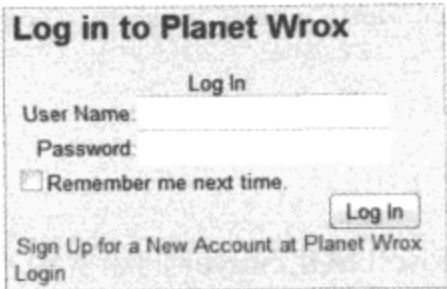 Log in to Planet Wrox
Log In
User Name:
Password:
Remember me next time.
Log In
Sign Up for a New Account at Planet Wrox
Login